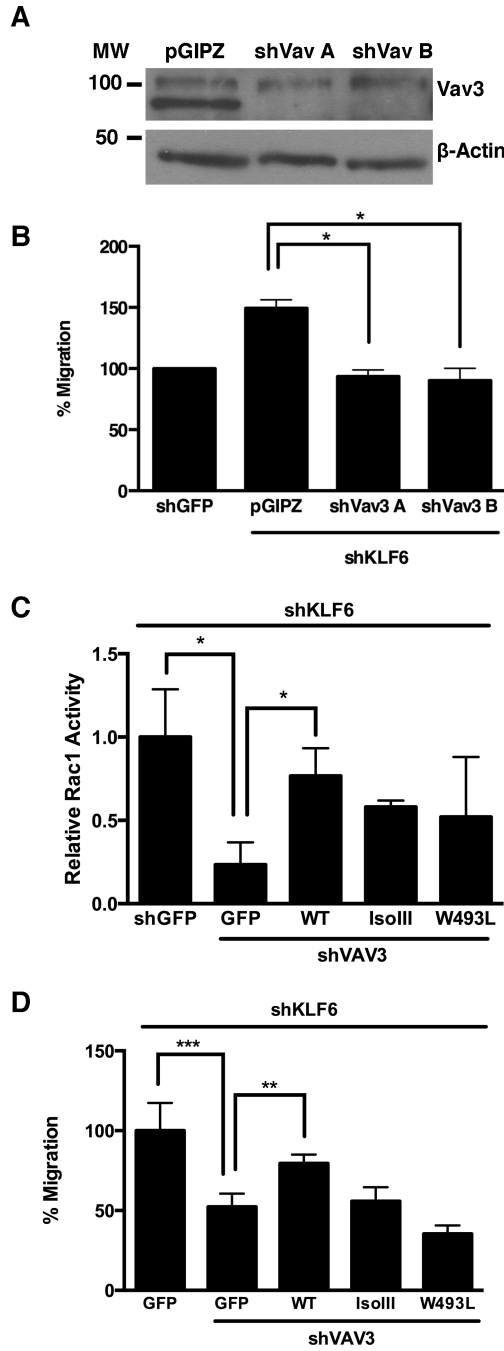 A
MW pGIPZ shVav A shVav B
100 Vav3
50 β-Actin
B
200
150
100
50
0
% Migration
* *
shGFP pGIPZ shVav3 A shVav3 B
shKLF6
C
shKLF6
1.5
1.0
0.5
0.0
Relative Rac1 Activity
* *
shGFP GFP WT IsoIII W493L
shVAV3
D
shKLF6
150
100
50
0
% Migration
*** **
GFP GFP WT IsoIII W493L
shVAV3